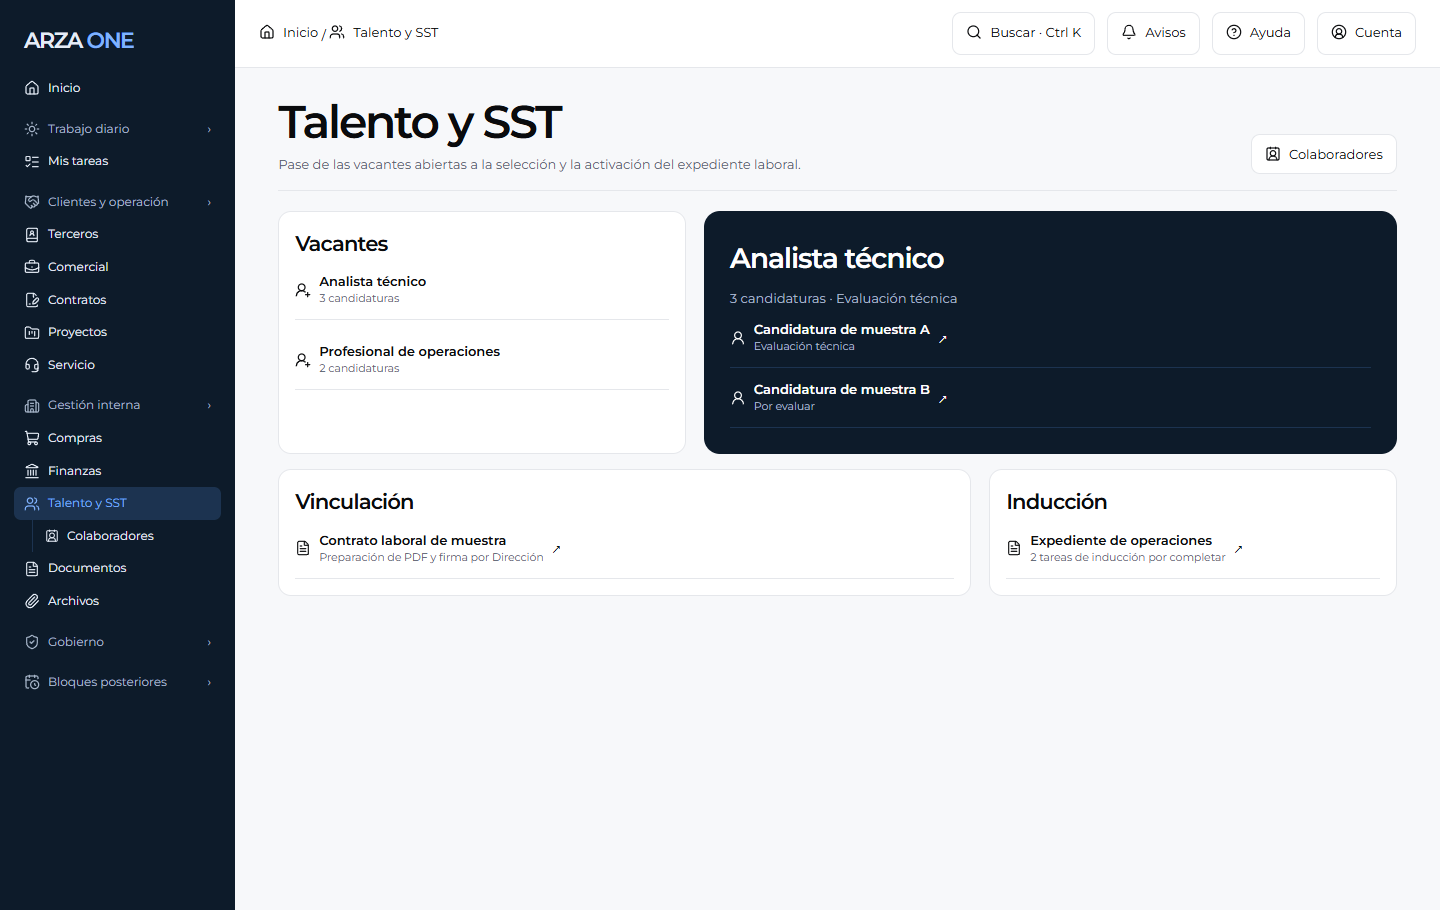 ARZA ONE
Inicio
Trabajo diario ›
Mis tareas
Clientes y operación ›
Terceros
Comercial
Contratos
Proyectos
Servicio
Gestión interna ›
Compras
Finanzas
Talento y SST
Colaboradores
Documentos
Archivos
Gobierno ›
Bloques posteriores ›
Inicio / Talento y SST
Buscar · Ctrl K
Avisos
Ayuda
Cuenta
Talento y SST
Pase de las vacantes abiertas a la selección y la activación del expediente laboral.
Colaboradores
Vacantes
Analista técnico
3 candidaturas
Profesional de operaciones
2 candidaturas
Analista técnico
3 candidaturas · Evaluación técnica
Candidatura de muestra A ↗
Evaluación técnica
Candidatura de muestra B ↗
Por evaluar
Vinculación
Contrato laboral de muestra ↗
Preparación de PDF y firma por Dirección
Inducción
Expediente de operaciones ↗
2 tareas de inducción por completar